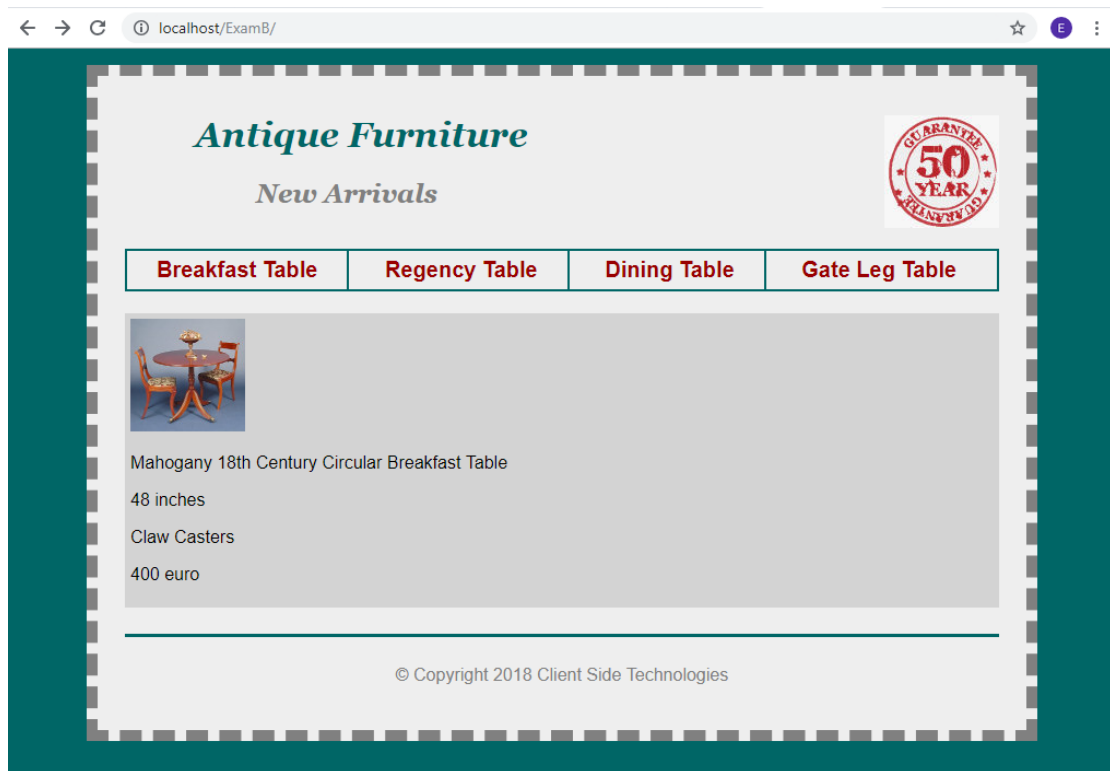 localhost/ExamB/
E
Antique Furniture
New Arrivals
GUARANTEE
50
YEAR
GUARANTEE
Breakfast Table
Regency Table
Dining Table
Gate Leg Table
Mahogany 18th Century Circular Breakfast Table
48 inches
Claw Casters
400 euro
© Copyright 2018 Client Side Technologies